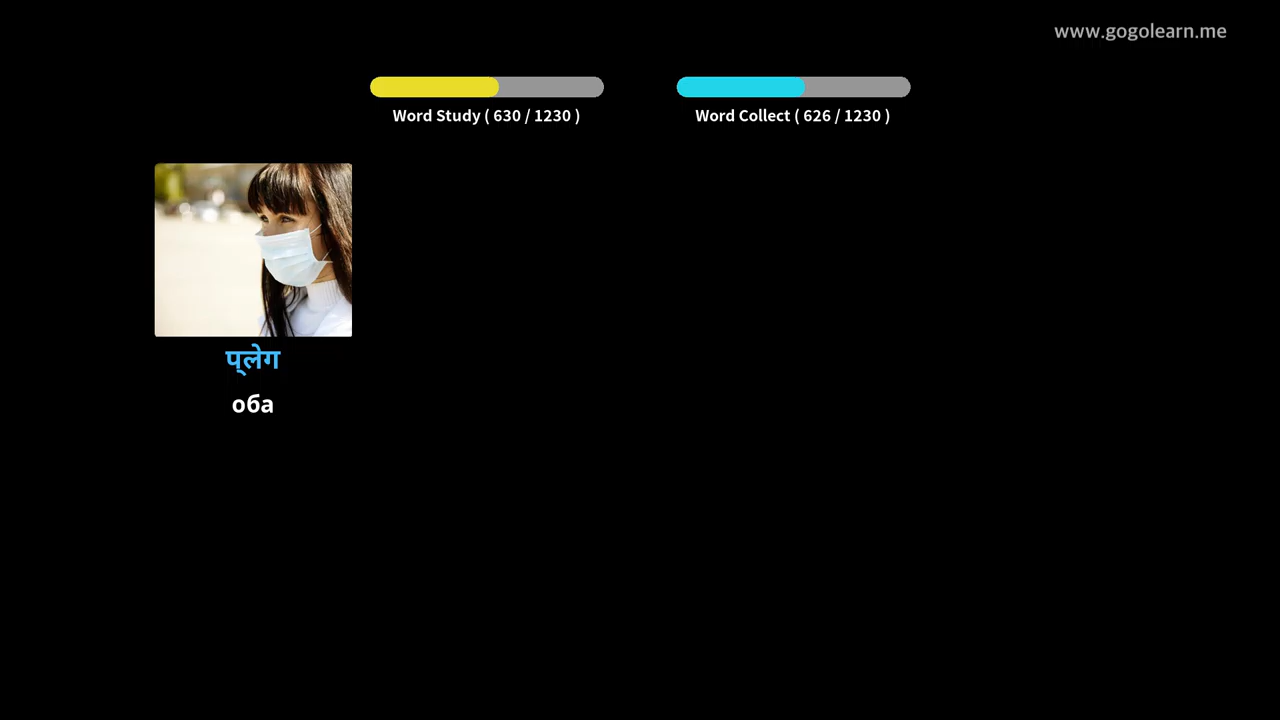 www.gogolearn.me
Word Study ( 630 / 1230 )
Word Collect ( 626 / 1230 )
प्लेग
оба